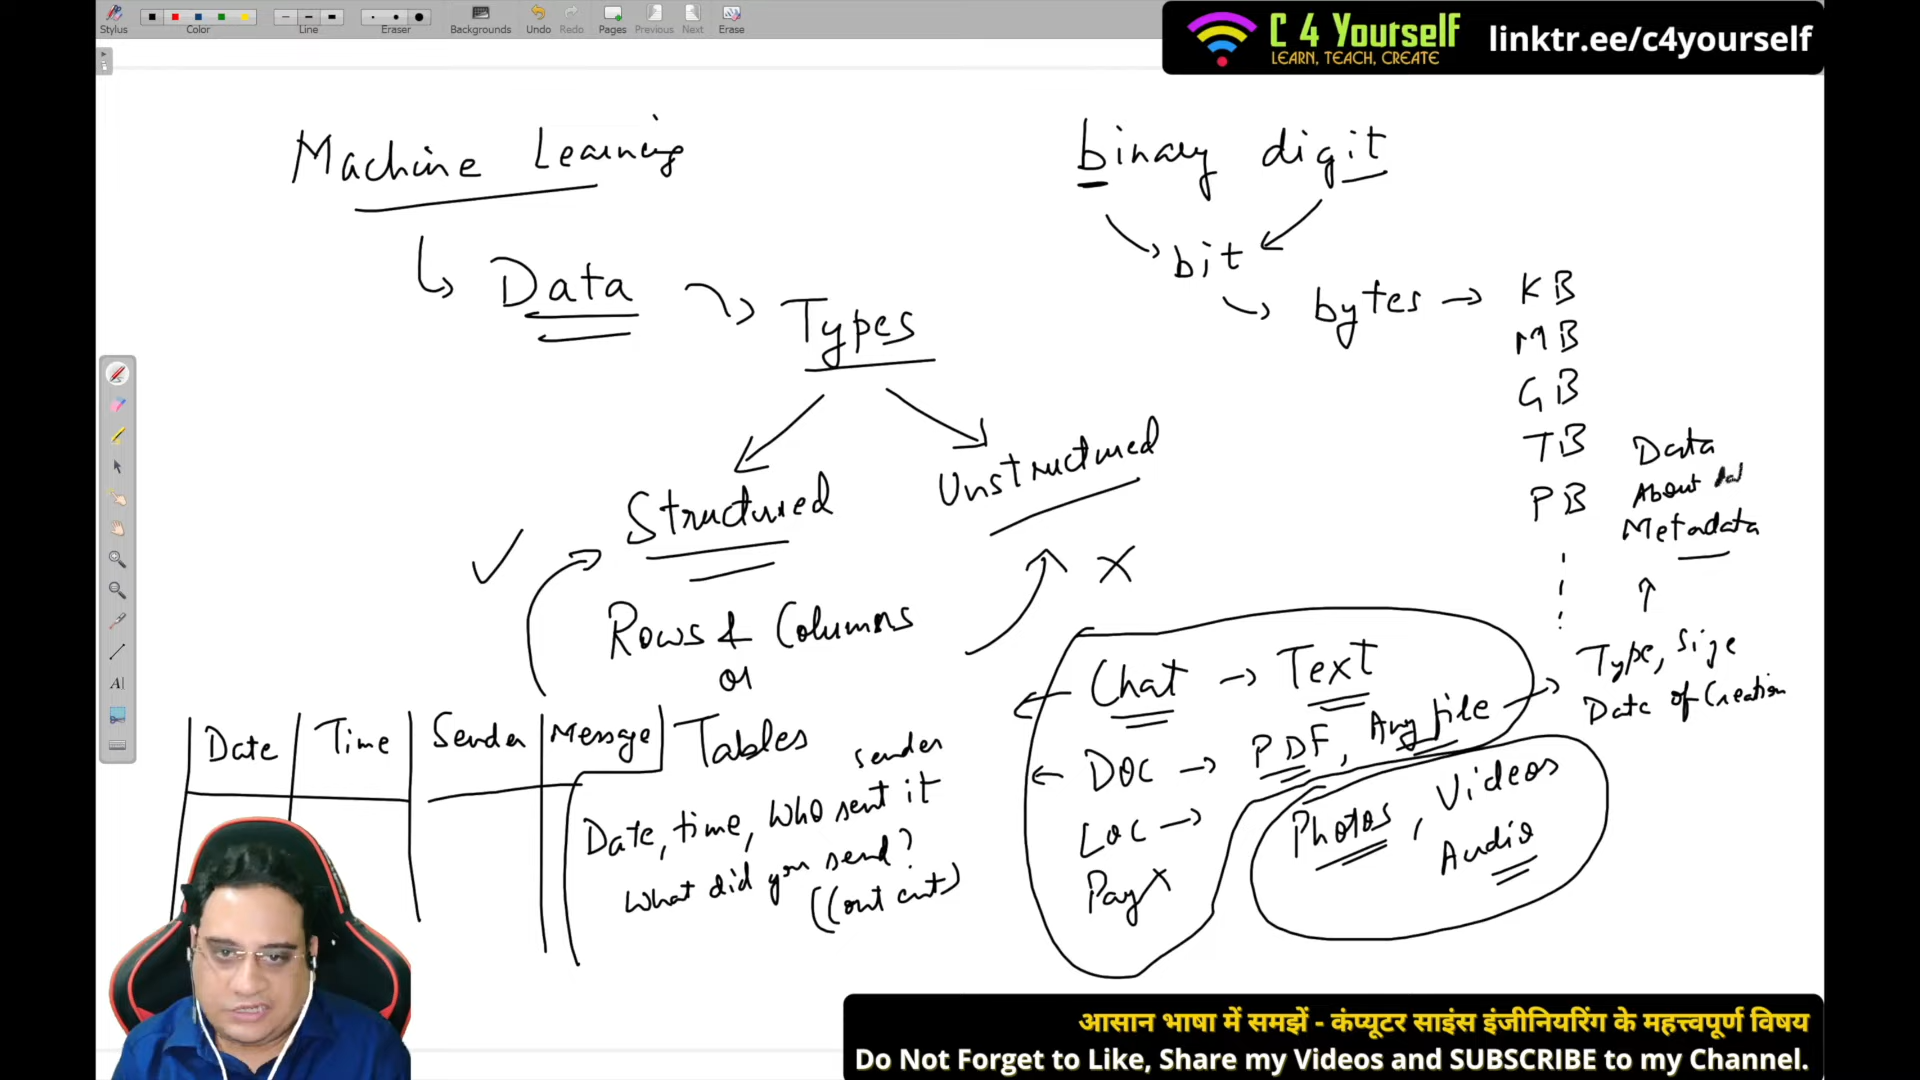 Stylus Color Line Eraser Backgrounds Undo Redo Pages Previous Next Erase
C 4 Yourself
LEARN, TEACH, CREATE
linktr.ee/c4yourself
Machine Learning
Data
Types
Structured
Unstructured
Rows & Columns
or
Tables
Date Time Sender Message
sender
Date, time, Who sent it
What did you send?
binary digit
bit
bytes → KB
MB
GB
TB
PB
Data
About
Metadata
Type, Size
Date of Creation
Chat → Text
DOC → PDF, Any file
Loc →
Pay
Photos, Videos
Audio
आसान भाषा में समझें - कंप्यूटर साइंस इंजीनियरिंग के महत्त्वपूर्ण विषय
Do Not Forget to Like, Share my Videos and SUBSCRIBE to my Channel.